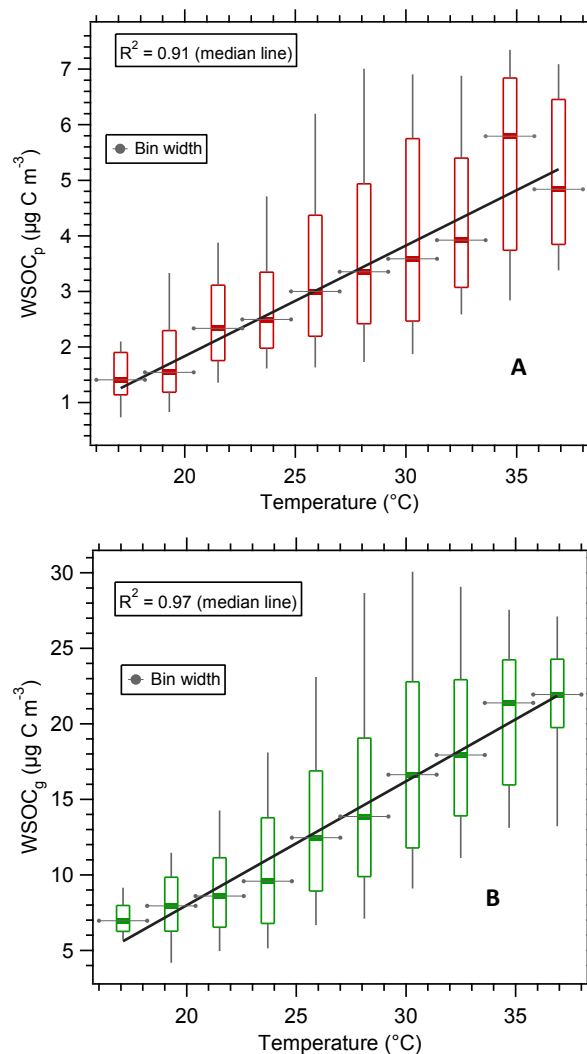 R² = 0.91 (median line)
Bin width
7
6
5
4
3
2
1
WSOCₚ (µg C m⁻³)
A
20 25 30 35
Temperature (°C)
R² = 0.97 (median line)
Bin width
30
25
20
15
10
5
WSOC_g (µg C m⁻³)
B
20 25 30 35
Temperature (°C)